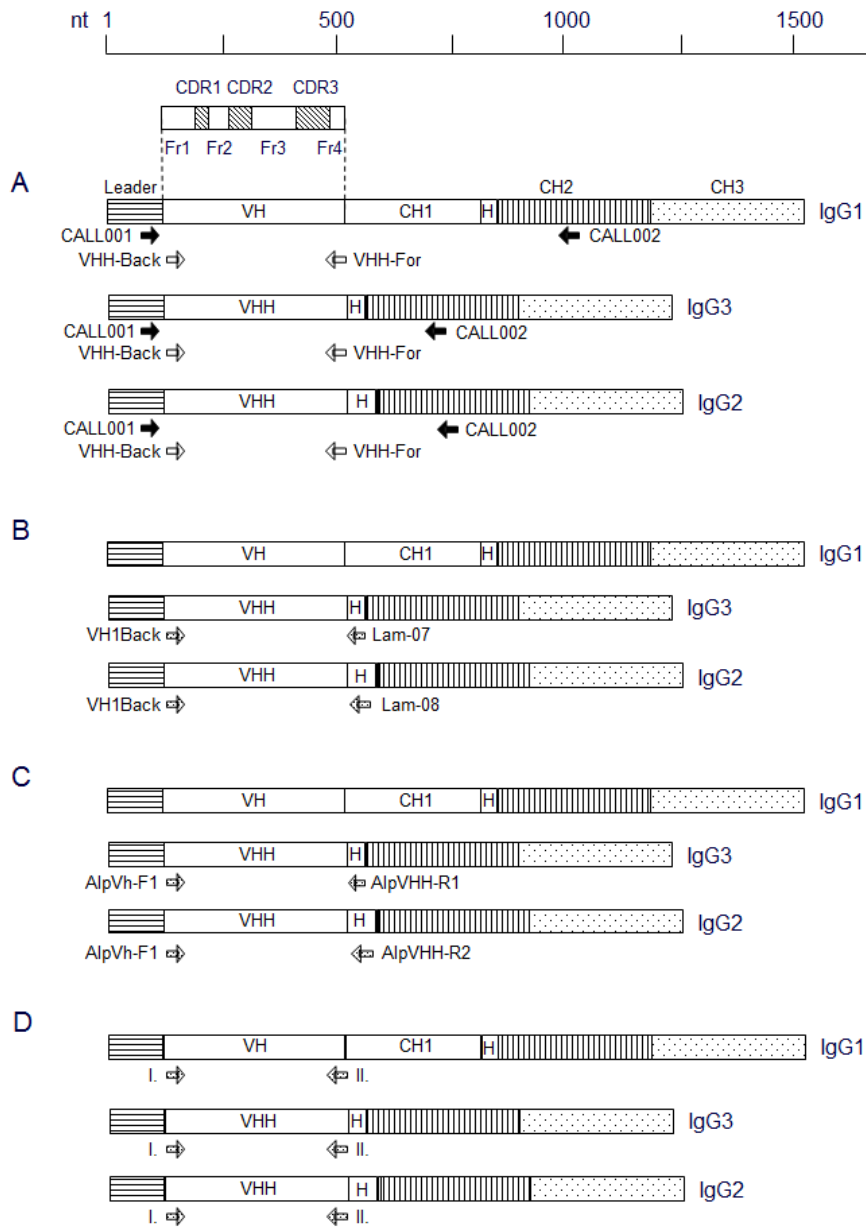 nt 1 500 1000 1500
CDR1 CDR2 CDR3
Fr1 Fr2 Fr3 Fr4
A
Leader CH2 CH3
VH CH1 H IgG1
CALL001 CALL002
VHH-Back VHH-For
VHH H IgG3
CALL001 CALL002
VHH-Back VHH-For
VHH H IgG2
CALL001 CALL002
VHH-Back VHH-For
B
VH CH1 H IgG1
VHH H IgG3
VH1Back Lam-07
VHH H IgG2
VH1Back Lam-08
C
VH CH1 H IgG1
VHH H IgG3
AlpVh-F1 AlpVHH-R1
VHH H IgG2
AlpVh-F1 AlpVHH-R2
D
VH CH1 H IgG1
I. II.
VHH H IgG3
I. II.
VHH H IgG2
I. II.